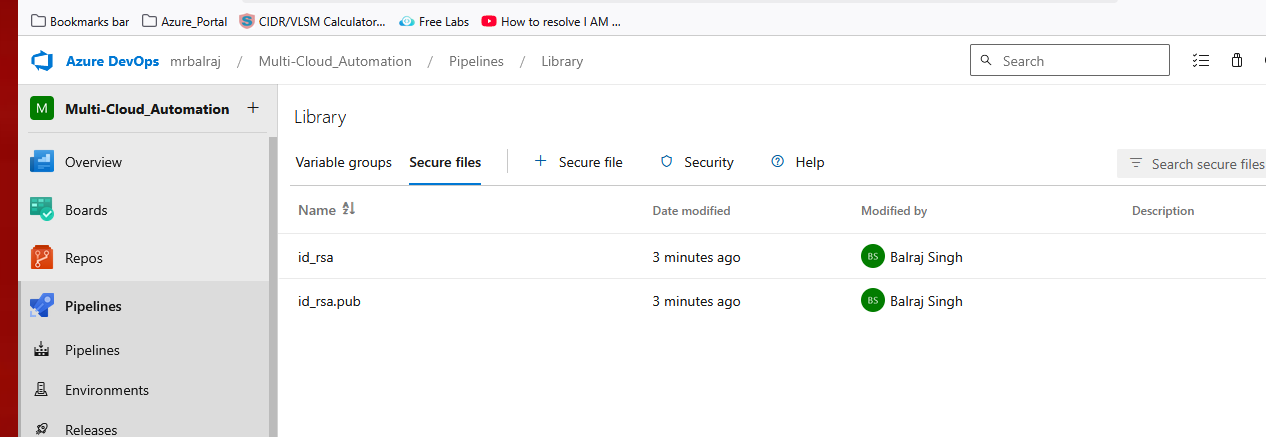 Bookmarks bar Azure_Portal CIDR/VLSM Calculator... Free Labs How to resolve I AM ...
Azure DevOps mrbalraj / Multi-Cloud_Automation / Pipelines / Library Search
M Multi-Cloud_Automation +
Library
Overview
Variable groups Secure files + Secure file Security Help Search secure files
Boards
Name Date modified Modified by Description
Repos
id_rsa 3 minutes ago BS Balraj Singh
Pipelines
id_rsa.pub 3 minutes ago BS Balraj Singh
Pipelines
Environments
Releases